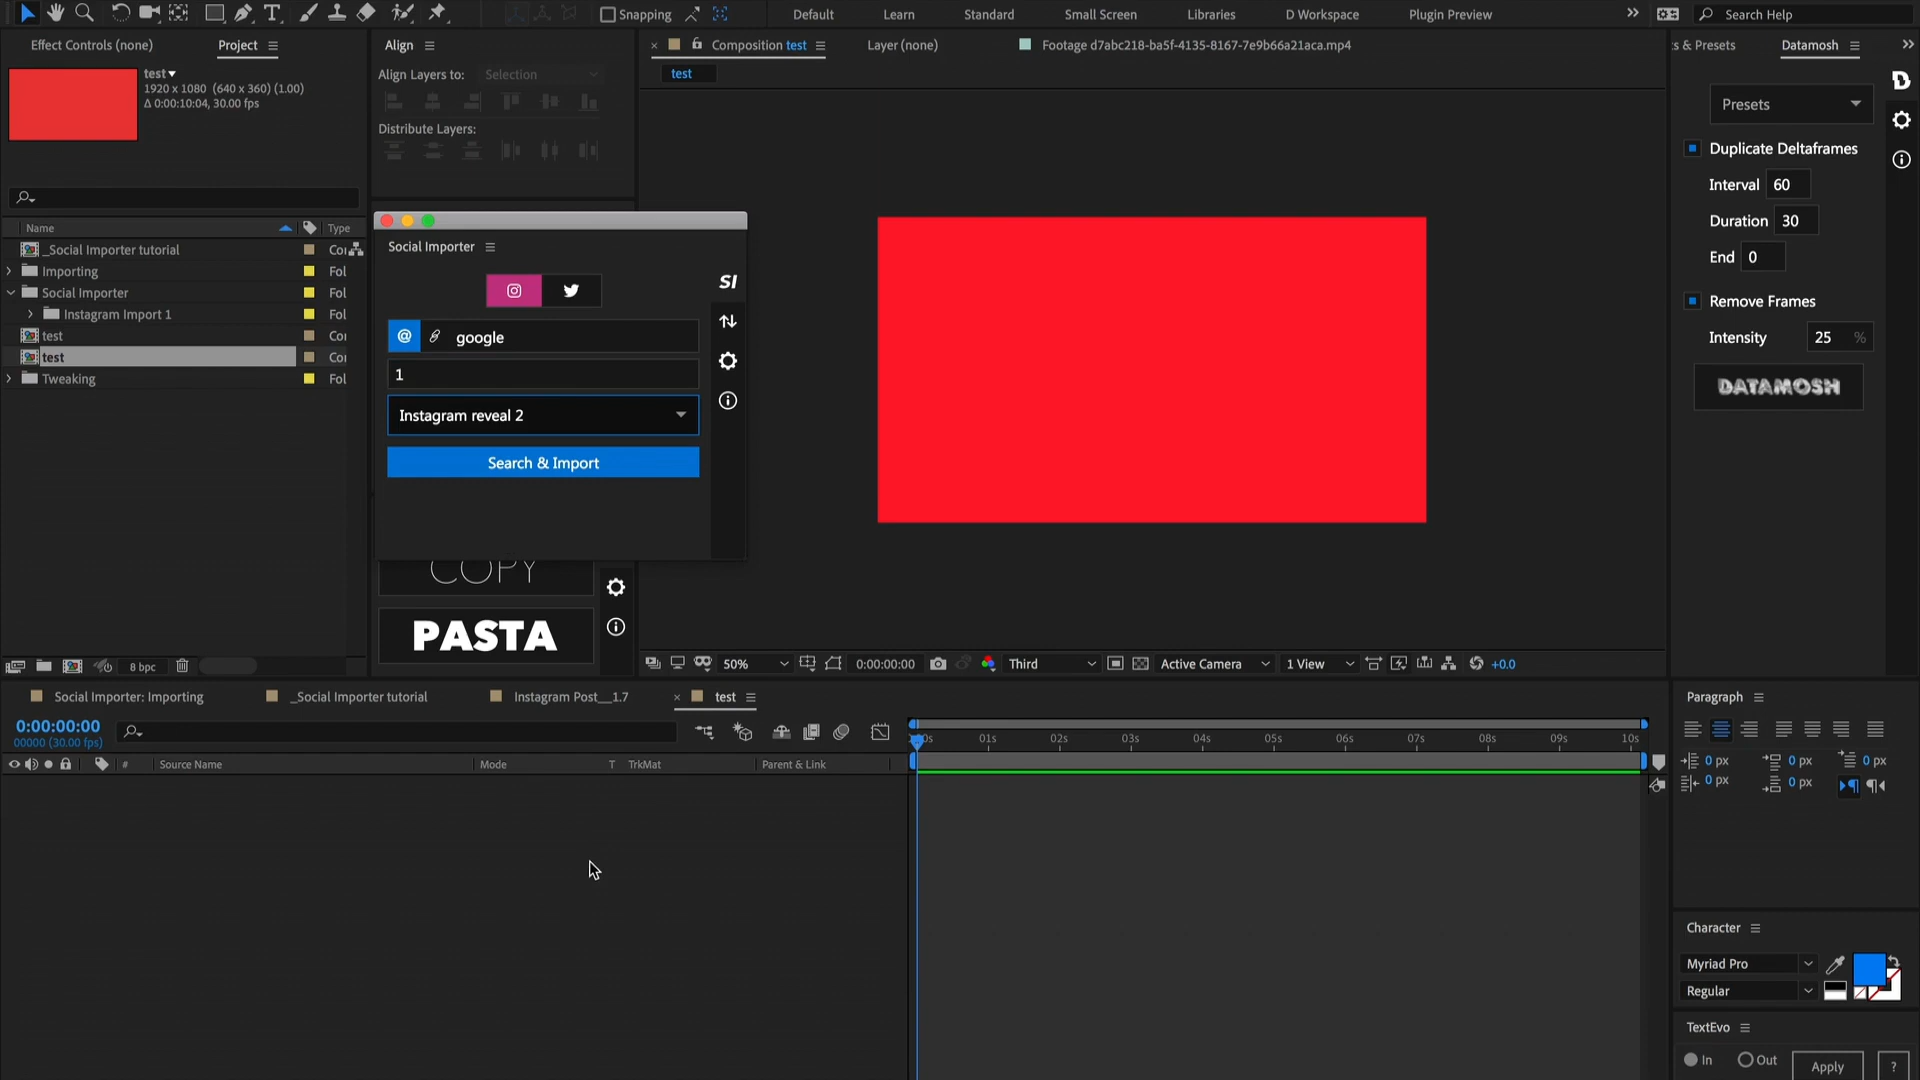 Snapping
Default
Learn
Standard
Small Screen
Libraries
D Workspace
Plugin Preview
Search Help
Effect Controls (none)
Project
Align
Composition test
Layer (none)
Footage d7abc218-ba5f-4135-8167-7e9b66a21aca.mp4
s & Presets
Datamosh
test
1920 x 1080 (640 x 360) (1.00)
Δ 0:00:10:04, 30.00 fps)
Align Layers to:
Selection
Distribute Layers:
test
Presets
Duplicate Deltaframes
Interval 60
Duration 30
End 0
Remove Frames
Intensity 25 %
DATAMOSH
Name
Type
_Social Importer tutorial
Coı
Importing
Fol
Social Importer
Fol
Instagram Import 1
Fol
test
Coı
test
Coı
Tweaking
Fol
Social Importer
SI
@ google
1
Instagram reveal 2
Search & Import
COPY
PASTA
8 bpc
50%
0:00:00:00
Third
Active Camera
1 View
+0.0
Social Importer: Importing
_Social Importer tutorial
Instagram Post__1.7
test
0:00:00:00
00000 (30.00 fps)
# Source Name
Mode
T TrkMat
Parent & Link
01s
02s
03s
04s
05s
06s
07s
08s
09s
10s
Paragraph
0 px
0 px
0 px
0 px
0 px
Character
Myriad Pro
Regular
TextEvo
In
Out
Apply
?